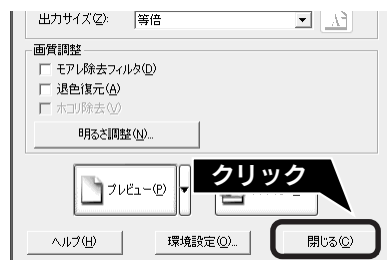 出力サイズ(Z): 等倍
画質調整
モアレ除去フィルタ(D)
退色復元(A)
ホコリ除去(V)
明るさ調整(N)...
プレビュー(P)
クリック
ヘルプ(H) 環境設定(O)... 閉じる(C)